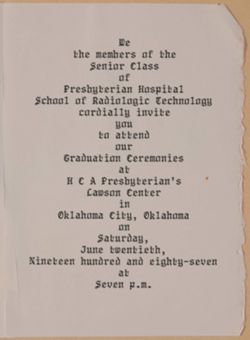 We
the members of the
Senior Class
of
Presbyterian Hospital
School of Radiologic Technology
cordially invite
you
to attend
our
Graduation Ceremonies
at
H C A Presbyterian's
Lawson Center
in
Oklahoma City, Oklahoma
on
Saturday,
June twentieth,
Nineteen hundred and eighty-seven
at
Seven p.m.